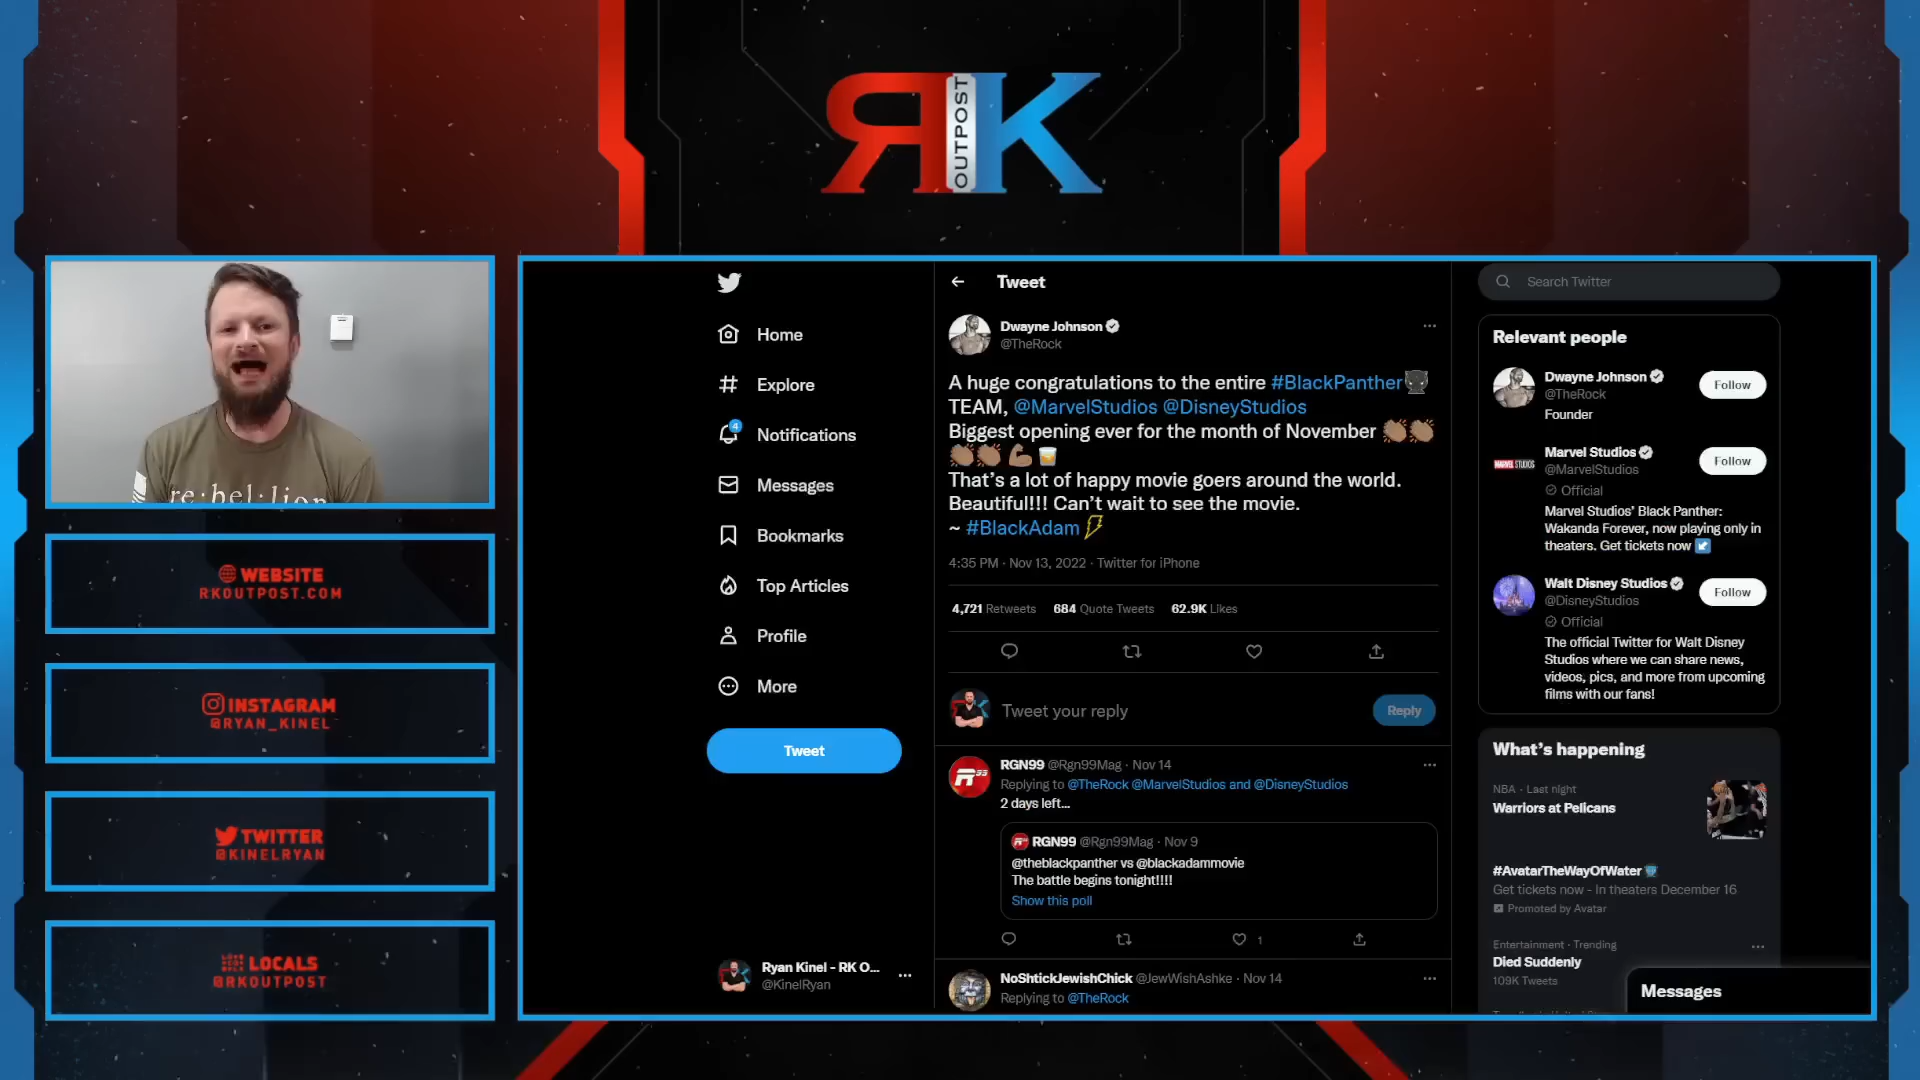 RK
OUTPOST
re·bel·lion
WEBSITE
RKOUTPOST.COM
INSTAGRAM
@RYAN_KINEL
TWITTER
@KINELRYAN
LOCALS
@RKOUTPOST
Home
Explore
4
Notifications
Messages
Bookmarks
Top Articles
Profile
More
Tweet
Ryan Kinel - RK O...
@KinelRyan
Tweet
Dwayne Johnson
@TheRock
A huge congratulations to the entire #BlackPanther
TEAM, @MarvelStudios @DisneyStudios
Biggest opening ever for the month of November 👏🏽👏🏽
👏🏽👏🏽 💪🏽🥃
That's a lot of happy movie goers around the world.
Beautiful!!! Can't wait to see the movie.
~ #BlackAdam
4:35 PM · Nov 13, 2022 · Twitter for iPhone
4,721 Retweets 684 Quote Tweets 62.9K Likes
Tweet your reply
Reply
RGN99 @Rgn99Mag · Nov 14
Replying to @TheRock @MarvelStudios and @DisneyStudios
2 days left...
RGN99 @Rgn99Mag · Nov 9
@theblackpanther vs @blackadammovie
The battle begins tonight!!!!
Show this poll
1
NoShtickJewishChick @JewWishAshke · Nov 14
Replying to @TheRock
Search Twitter
Relevant people
Dwayne Johnson
@TheRock
Follow
Founder
MARVEL STUDIOS
Marvel Studios
@MarvelStudios
Follow
Official
Marvel Studios' Black Panther:
Wakanda Forever, now playing only in
theaters. Get tickets now
Walt Disney Studios
@DisneyStudios
Follow
Official
The official Twitter for Walt Disney
Studios where we can share news,
videos, pics, and more from upcoming
films with our fans!
What's happening
NBA · Last night
Warriors at Pelicans
#AvatarTheWayOfWater
Get tickets now - In theaters December 16
Promoted by Avatar
Entertainment · Trending
Died Suddenly
109K Tweets
Messages